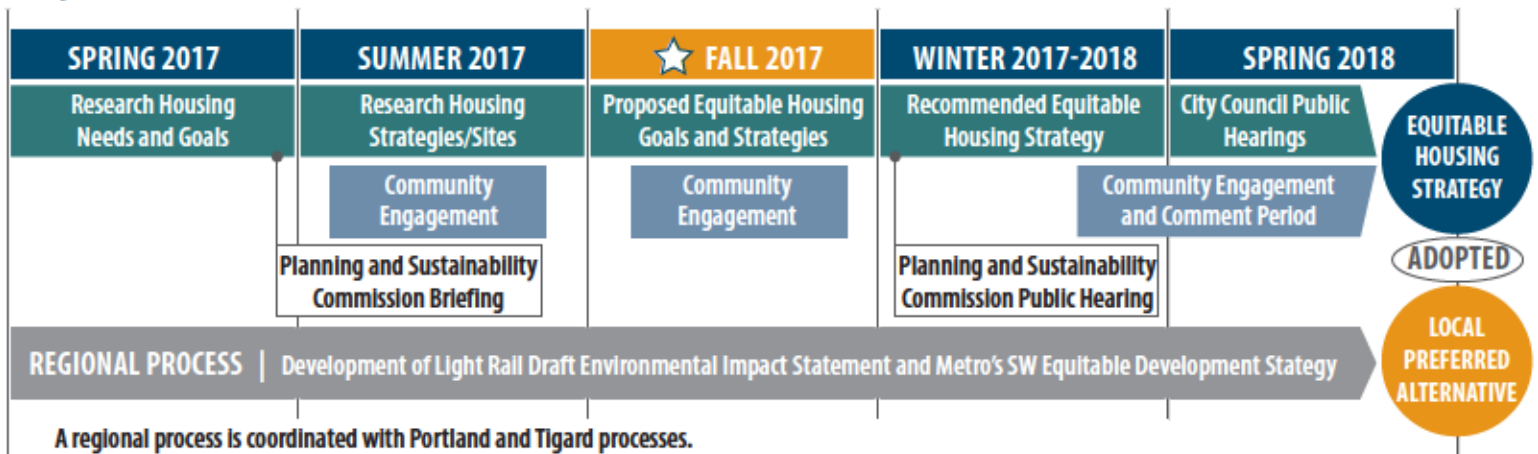 SPRING 2017
SUMMER 2017
FALL 2017
WINTER 2017-2018
SPRING 2018
Research Housing
Needs and Goals
Research Housing
Strategies/Sites
Proposed Equitable Housing
Goals and Strategies
Recommended Equitable
Housing Strategy
City Council Public
Hearings
EQUITABLE
HOUSING
STRATEGY
Community
Engagement
Community
Engagement
Community Engagement
and Comment Period
Planning and Sustainability
Commission Briefing
Planning and Sustainability
Commission Public Hearing
ADOPTED
REGIONAL PROCESS | Development of Light Rail Draft Environmental Impact Statement and Metro's SW Equitable Development Stategy
LOCAL
PREFERRED
ALTERNATIVE
A regional process is coordinated with Portland and Tigard processes.